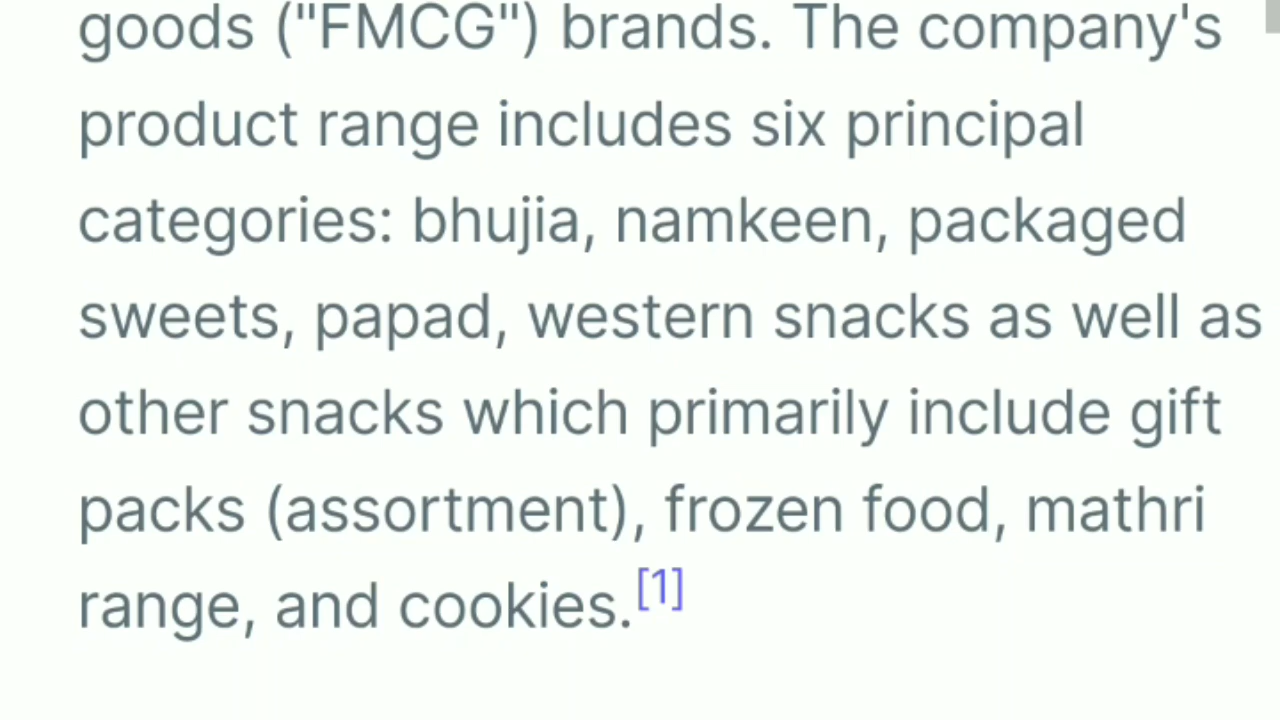 goods ("FMCG") brands. The company's
product range includes six principal
categories: bhujia, namkeen, packaged
sweets, papad, western snacks as well as
other snacks which primarily include gift
packs (assortment), frozen food, mathri
range, and cookies.[1]